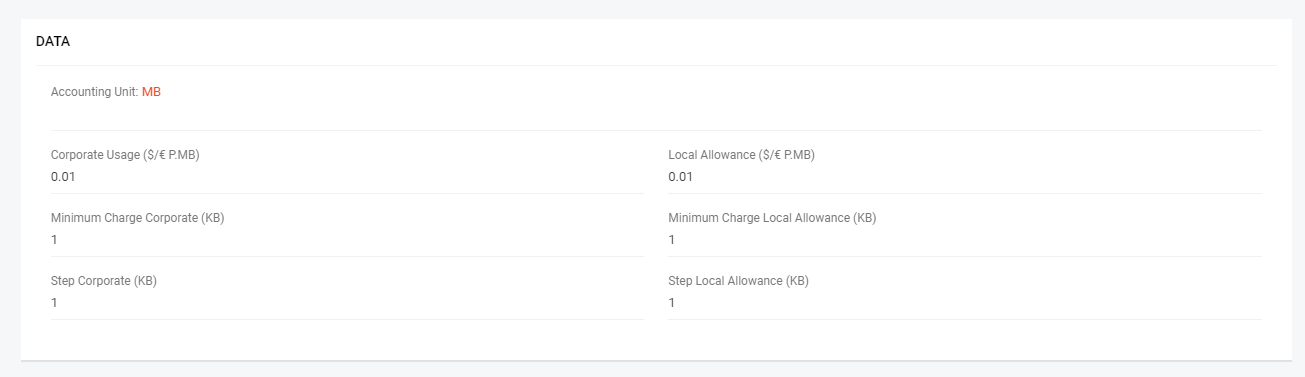 DATA
Accounting Unit: MB
Corporate Usage ($/€ P.MB)
0.01
Local Allowance ($/€ P.MB)
0.01
Minimum Charge Corporate (KB)
1
Minimum Charge Local Allowance (KB)
1
Step Corporate (KB)
1
Step Local Allowance (KB)
1